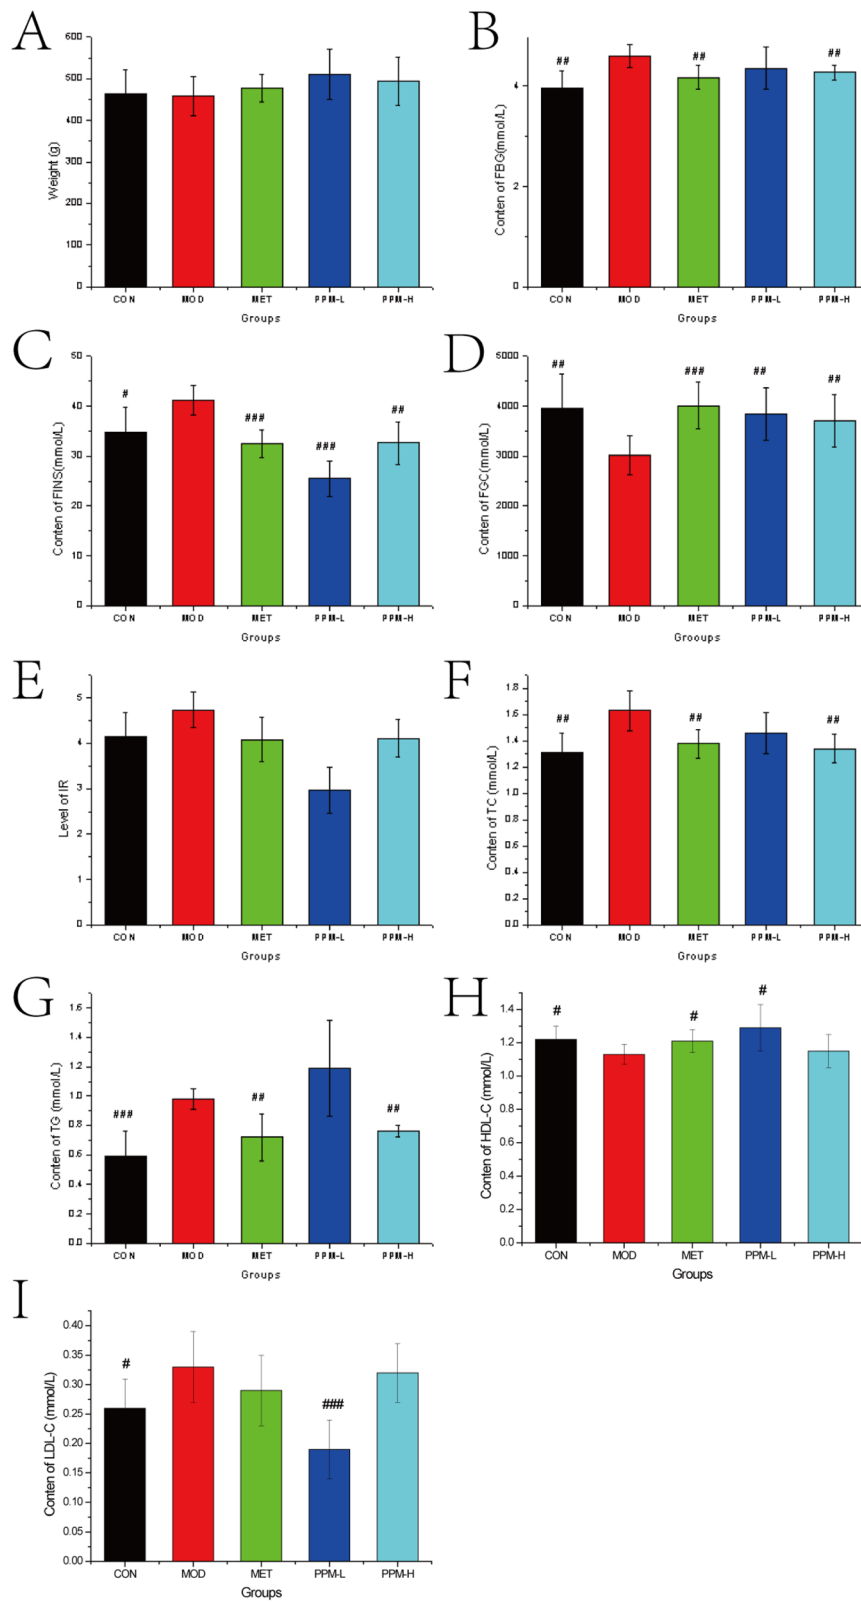 A
600
500
400
300
200
100
0
Weight (g)
CON MOD MET PPM-L PPM-H
Groups
B
4
2
0
Conten of FBG(mmol/L)
## ## ##
CON MOD MET PPM-L PPM-H
Groups
C
50
40
30
20
10
0
Conten of FINS(mmol/L)
# ### ### ##
CON MOD MET PPM-L PPM-H
Groups
D
5000
4000
3000
2000
1000
0
Conten of FGC(mmol/L)
## ### ## ##
CON MOD MET PPM-L PPM-H
Grooups
E
5
4
3
2
1
0
Level of IR
CON MOD MET PPM-L PPM-H
Groups
F
1.8
1.6
1.4
1.2
1.0
0.8
0.6
0.4
0.2
0.0
Conten of TC (mmol/L)
## ## ##
CON MOD MET PPM-L PPM-H
Groups
G
1.6
1.4
1.2
1.0
0.8
0.6
0.4
0.2
0.0
Conten of TG (mmol/L)
### ## ##
CON MOD MET PPM-L PPM-H
Groups
H
1.4
1.2
1.0
0.8
0.6
0.4
0.2
0.0
Conten of HDL-C (mmol/L)
# # #
CON MOD MET PPM-L PPM-H
Groups
I
0.40
0.35
0.30
0.25
0.20
0.15
0.10
0.05
0.00
Conten of LDL-C (mmol/L)
# ###
CON MOD MET PPM-L PPM-H
Groups